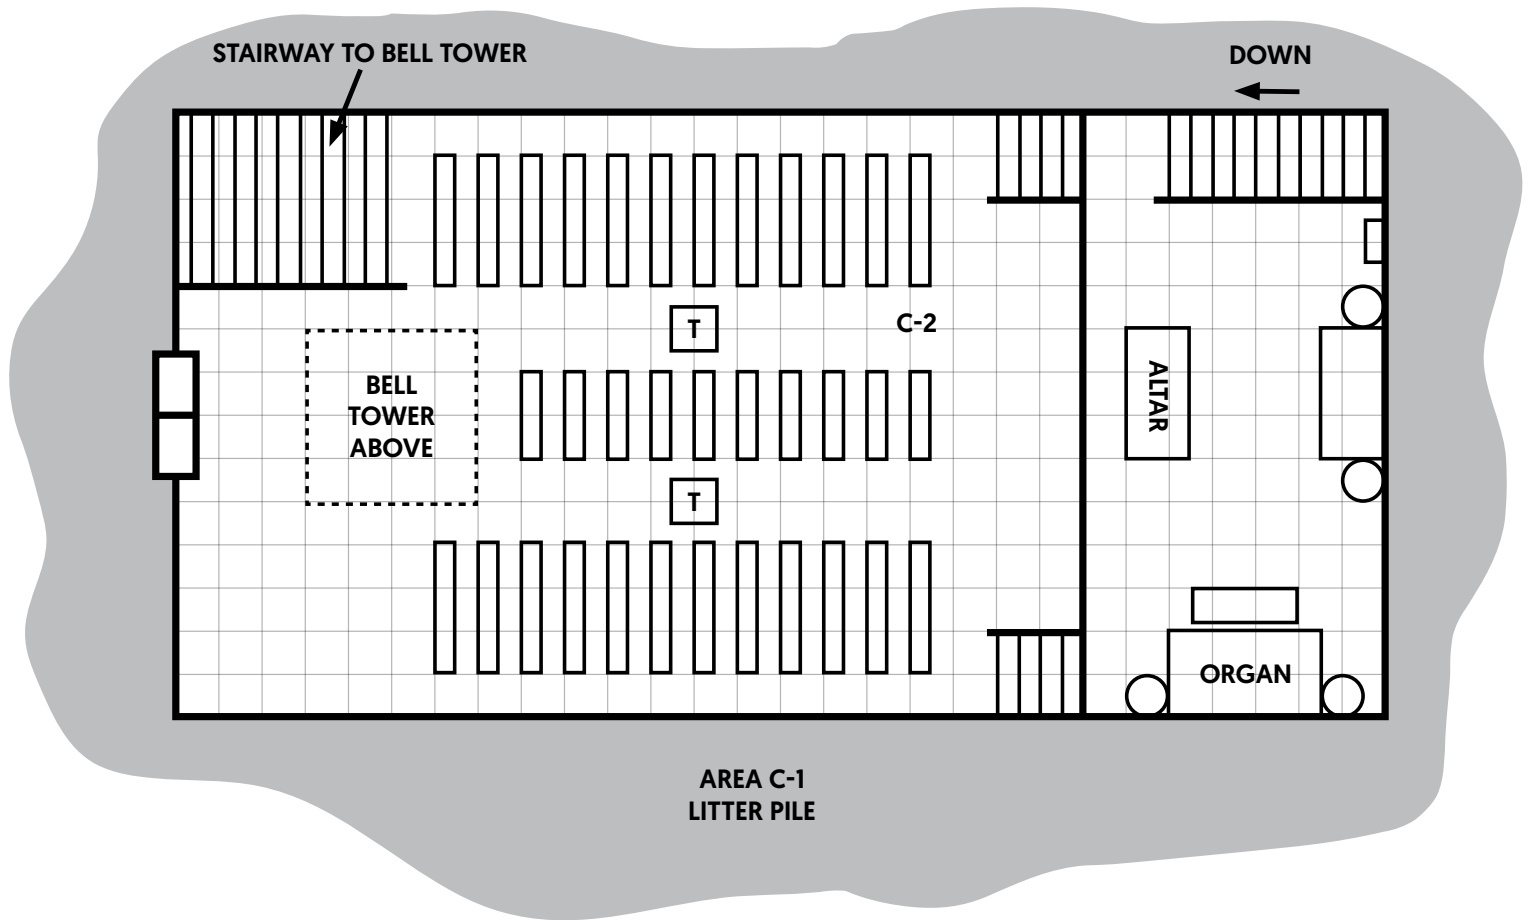 STAIRWAY TO BELL TOWER
DOWN
T
C-2
BELL
TOWER
ABOVE
ALTAR
T
ORGAN
AREA C-1
LITTER PILE